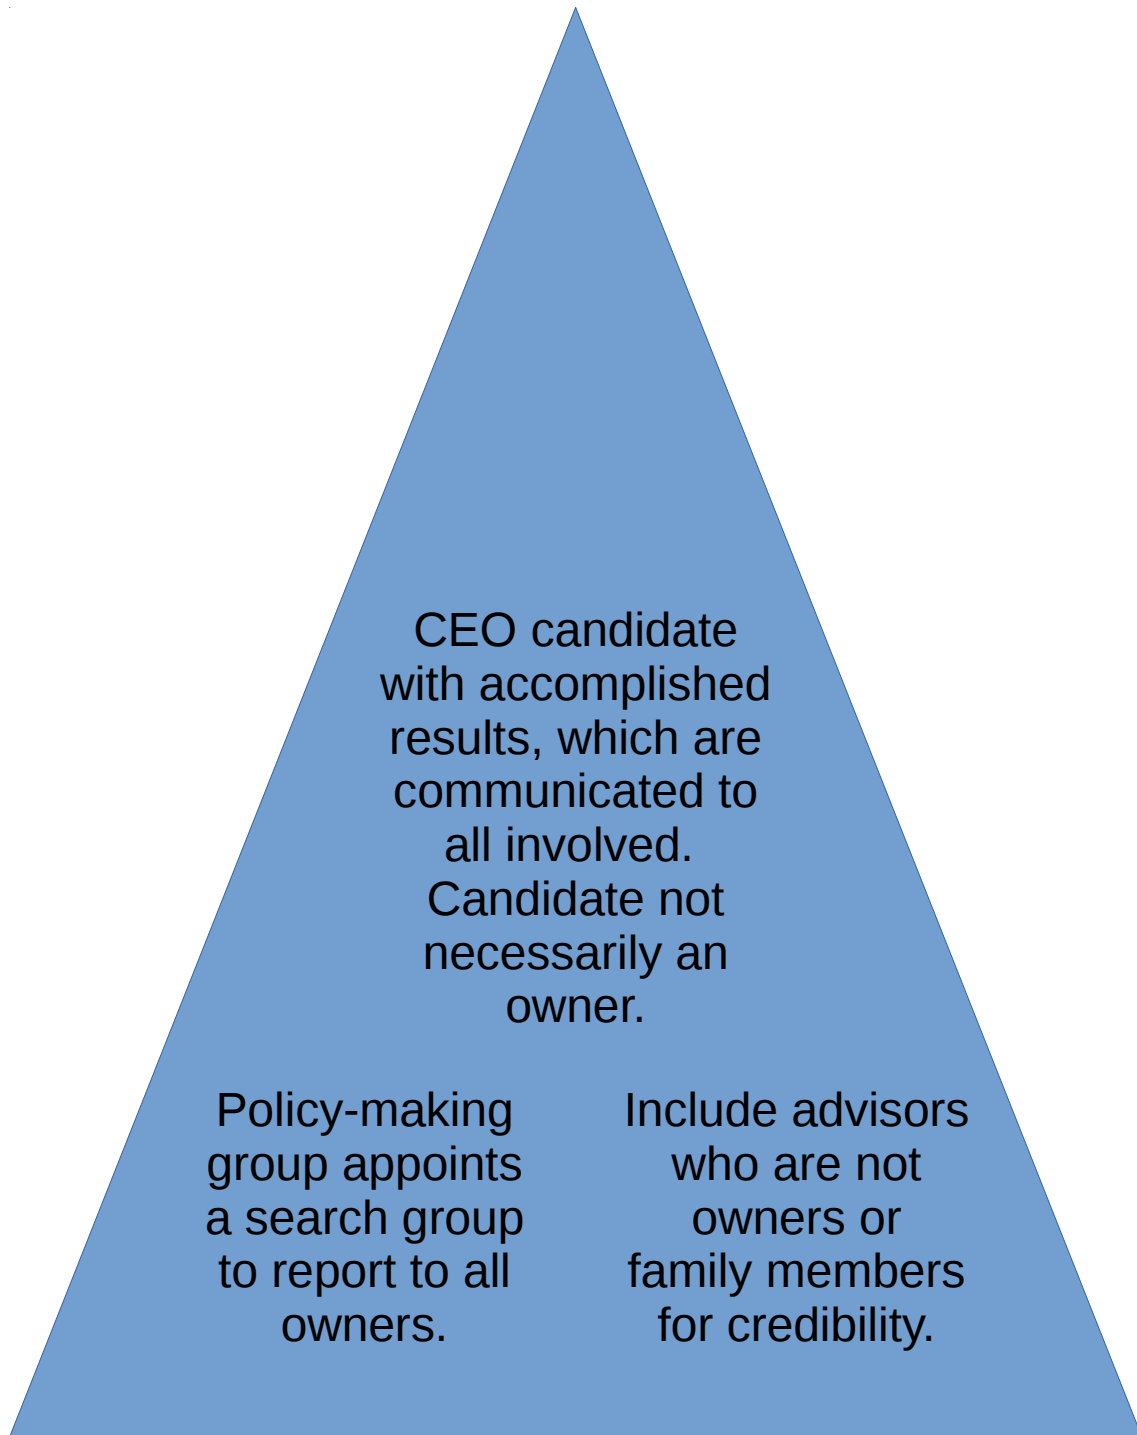 CEO candidate
with accomplished
results, which are
communicated to
all involved.
Candidate not
necessarily an
owner.
Policy-making
group appoints
a search group
to report to all
owners.
Include advisors
who are not
owners or
family members
for credibility.